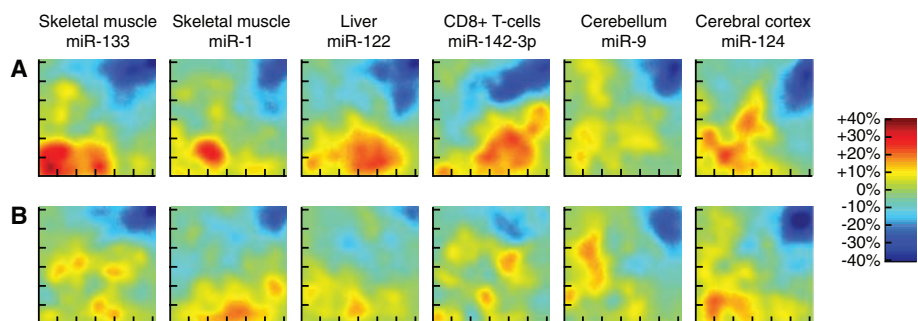 Skeletal muscle Skeletal muscle Liver CD8+ T-cells Cerebellum Cerebral cortex
miR-133 miR-1 miR-122 miR-142-3p miR-9 miR-124
A
+40%
+30%
+20%
+10%
0%
-10%
-20%
-30%
-40%
B